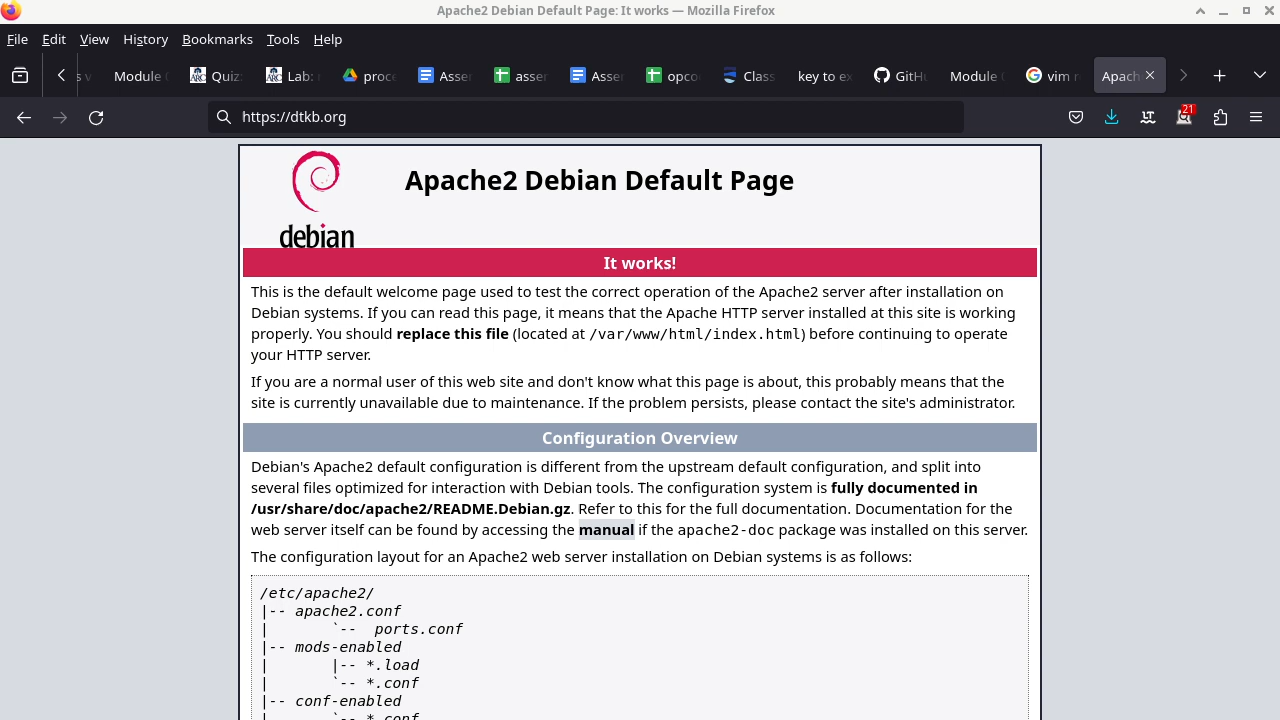 Apache2 Debian Default Page: It works — Mozilla Firefox
File Edit View History Bookmarks Tools Help
Module Quiz: Lab: proce Asse asser Asse opco Class key to ex GitHu Module vim Apach
https://dtkb.org
21
debian
Apache2 Debian Default Page
It works!
This is the default welcome page used to test the correct operation of the Apache2 server after installation on
Debian systems. If you can read this page, it means that the Apache HTTP server installed at this site is working
properly. You should replace this file (located at /var/www/html/index.html) before continuing to operate
your HTTP server.
If you are a normal user of this web site and don't know what this page is about, this probably means that the
site is currently unavailable due to maintenance. If the problem persists, please contact the site's administrator.
Configuration Overview
Debian's Apache2 default configuration is different from the upstream default configuration, and split into
several files optimized for interaction with Debian tools. The configuration system is fully documented in
/usr/share/doc/apache2/README.Debian.gz. Refer to this for the full documentation. Documentation for the
web server itself can be found by accessing the manual if the apache2-doc package was installed on this server.
The configuration layout for an Apache2 web server installation on Debian systems is as follows:
/etc/apache2/
|-- apache2.conf
|       `--  ports.conf
|-- mods-enabled
|       |-- *.load
|       `-- *.conf
|-- conf-enabled
|       `-- *.conf